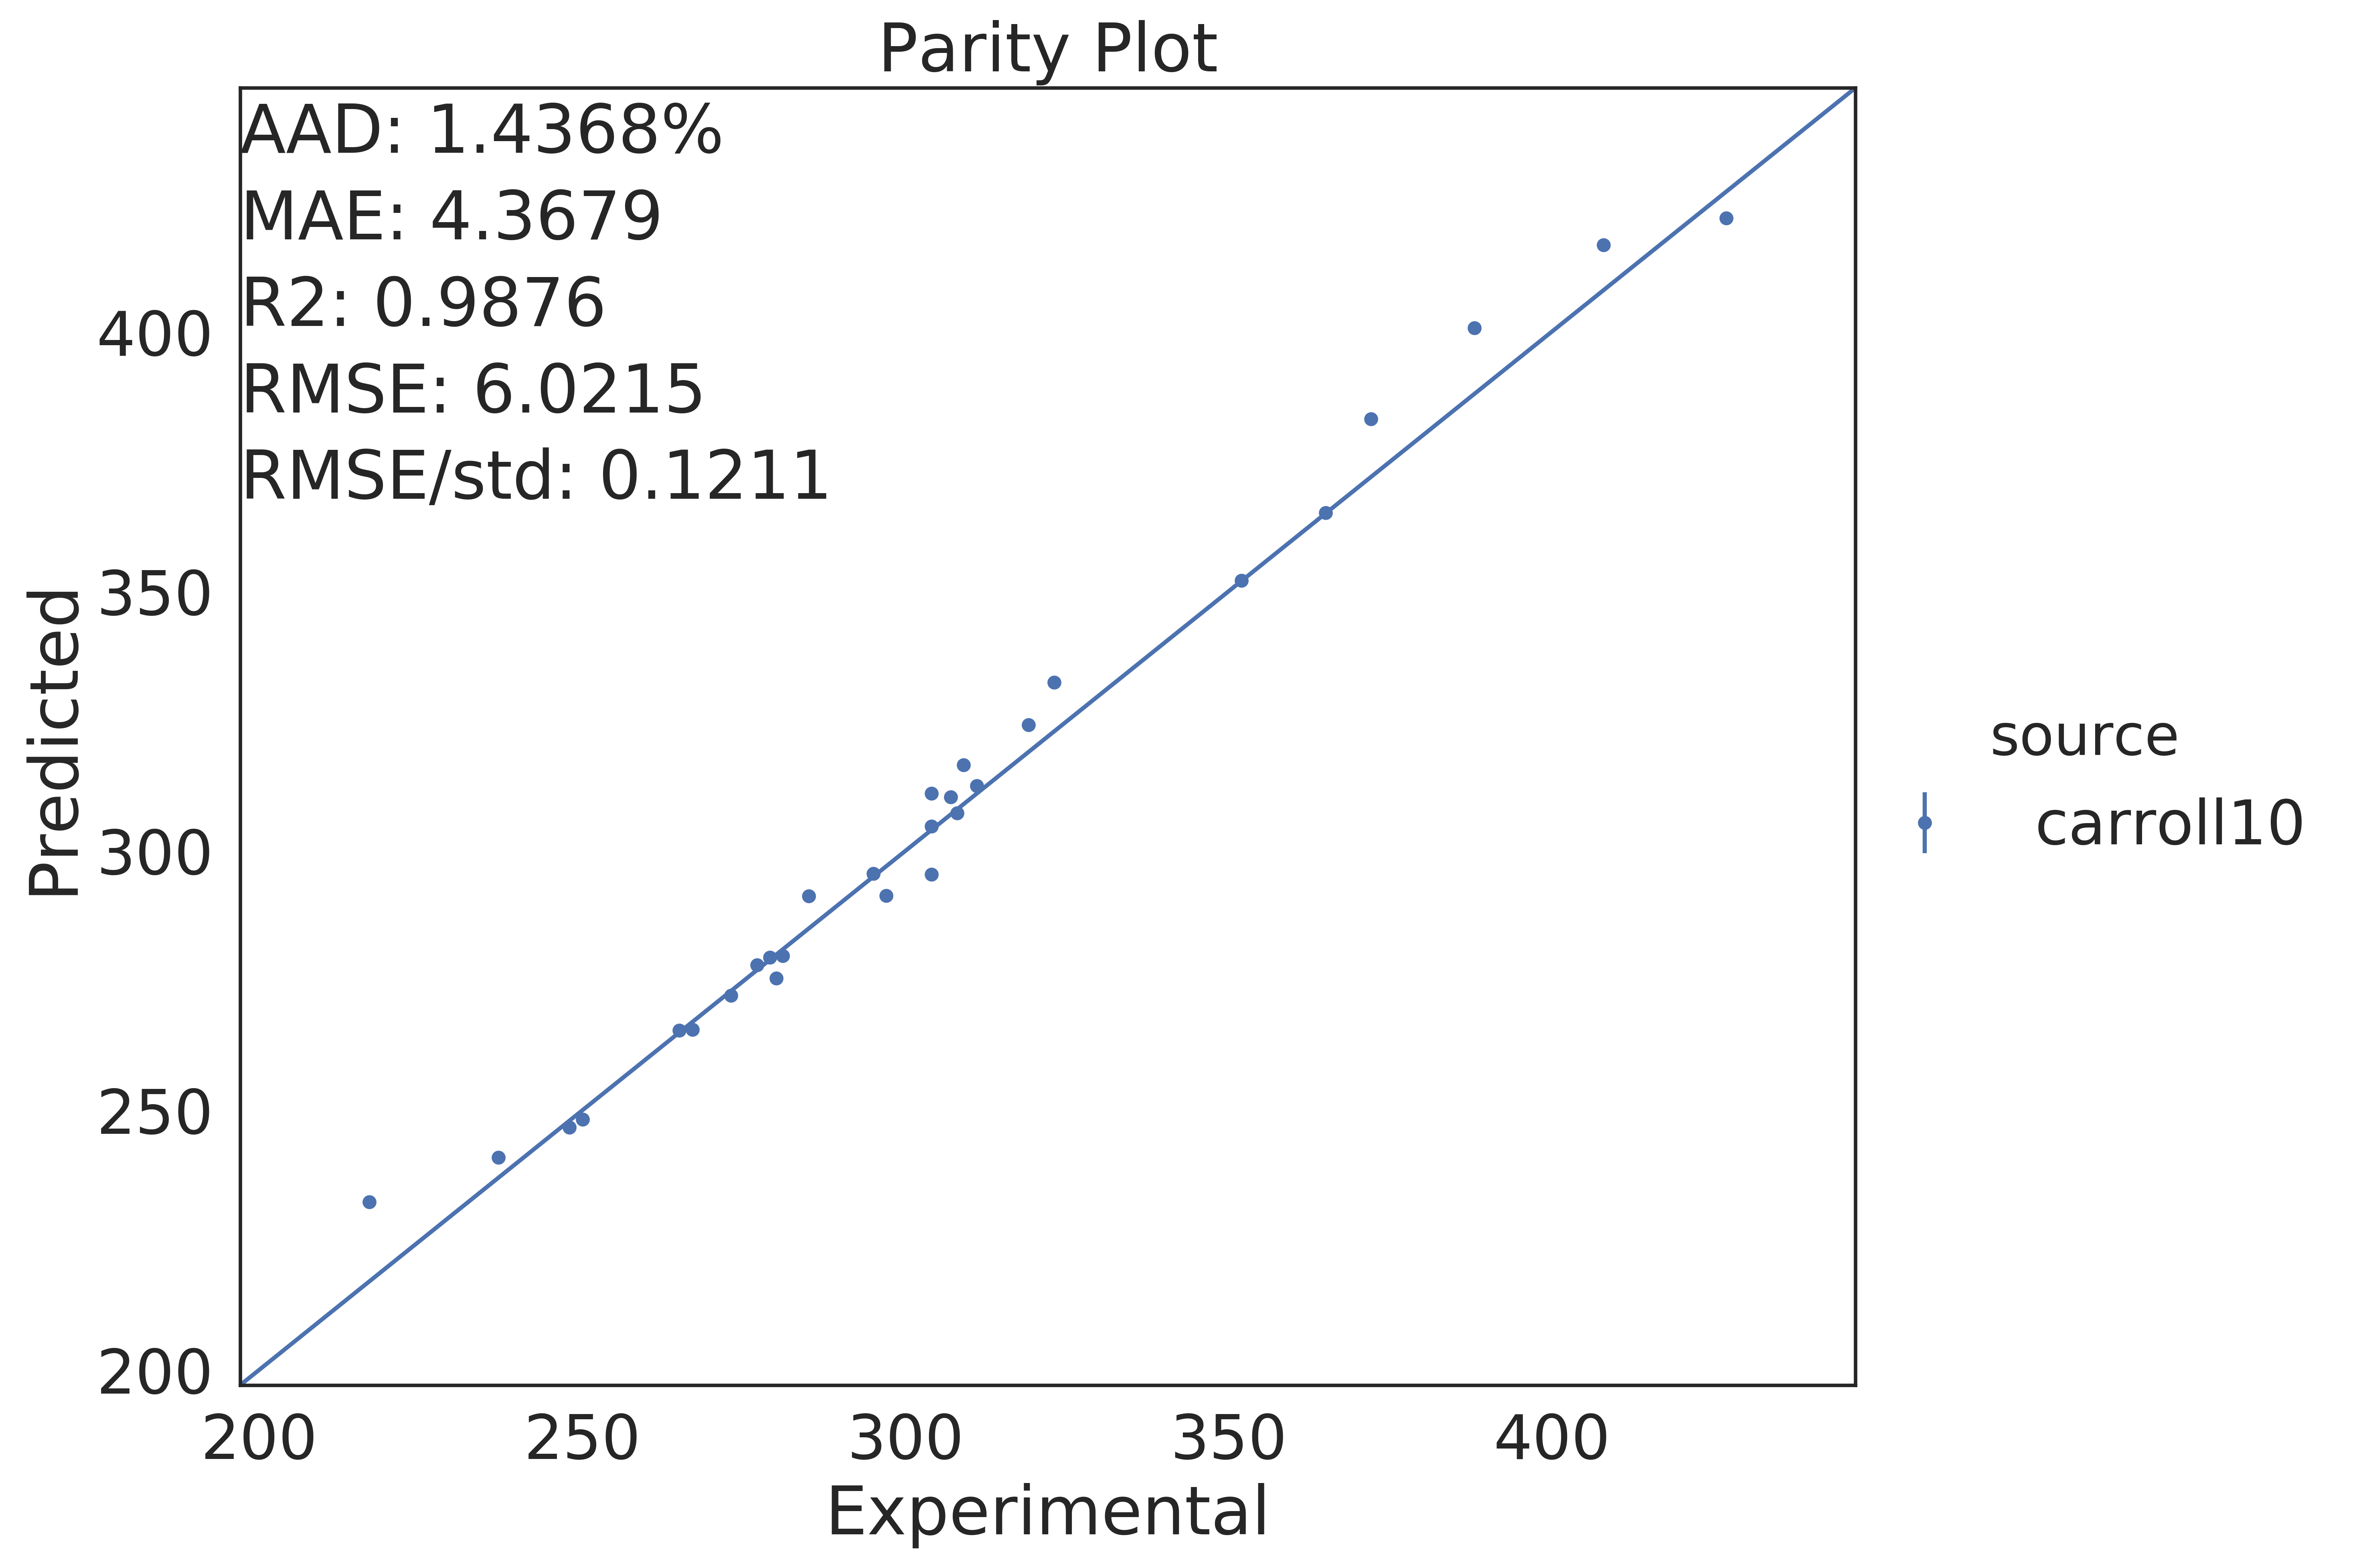 Parity Plot
AAD: 1.4368%
MAE: 4.3679
R2: 0.9876
RMSE: 6.0215
RMSE/std: 0.1211
Predicted
400
350
300
250
200
200 250 300 350 400
Experimental
source
carroll10